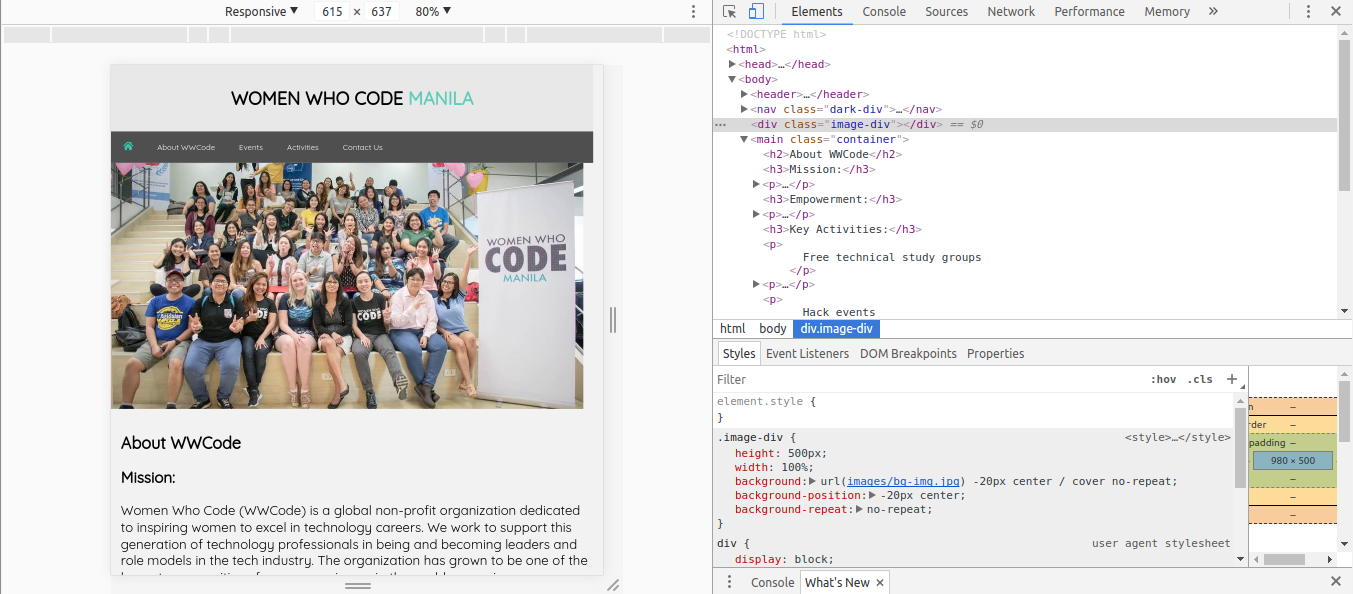 Responsive ▼ 615 × 637 80% ▼
WOMEN WHO CODE MANILA
About WWCode Events Activities Contact Us
WOMEN WHO
CODE
MANILA
About WWCode
Mission:
Women Who Code (WWCode) is a global non-profit organization dedicated
to inspiring women to excel in technology careers. We work to support this
generation of technology professionals in being and becoming leaders and
role models in the tech industry. The organization has grown to be one of the
Elements Console Sources Network Performance Memory »
<!DOCTYPE html>
<html>
▶<head>…</head>
▼<body>
▶<header>…</header>
▶<nav class="dark-div">…</nav>
<div class="image-div"></div> == $0
▼<main class="container">
<h2>About WWCode</h2>
<h3>Mission:</h3>
▶<p>…</p>
<h3>Empowerment:</h3>
▶<p>…</p>
<h3>Key Activities:</h3>
<p>
Free technical study groups
</p>
▶<p>…</p>
<p>
Hack events
html body div.image-div
Styles Event Listeners DOM Breakpoints Properties
Filter :hov .cls +
element.style {
}
.image-div { <style>…</style>
height: 500px;
width: 100%;
background:▶ url(images/bg-img.jpg) -20px center / cover no-repeat;
background-position:▶ -20px center;
background-repeat:▶ no-repeat;
}
div { user agent stylesheet
display: block;
padding –
980 × 500
Console What's New ×